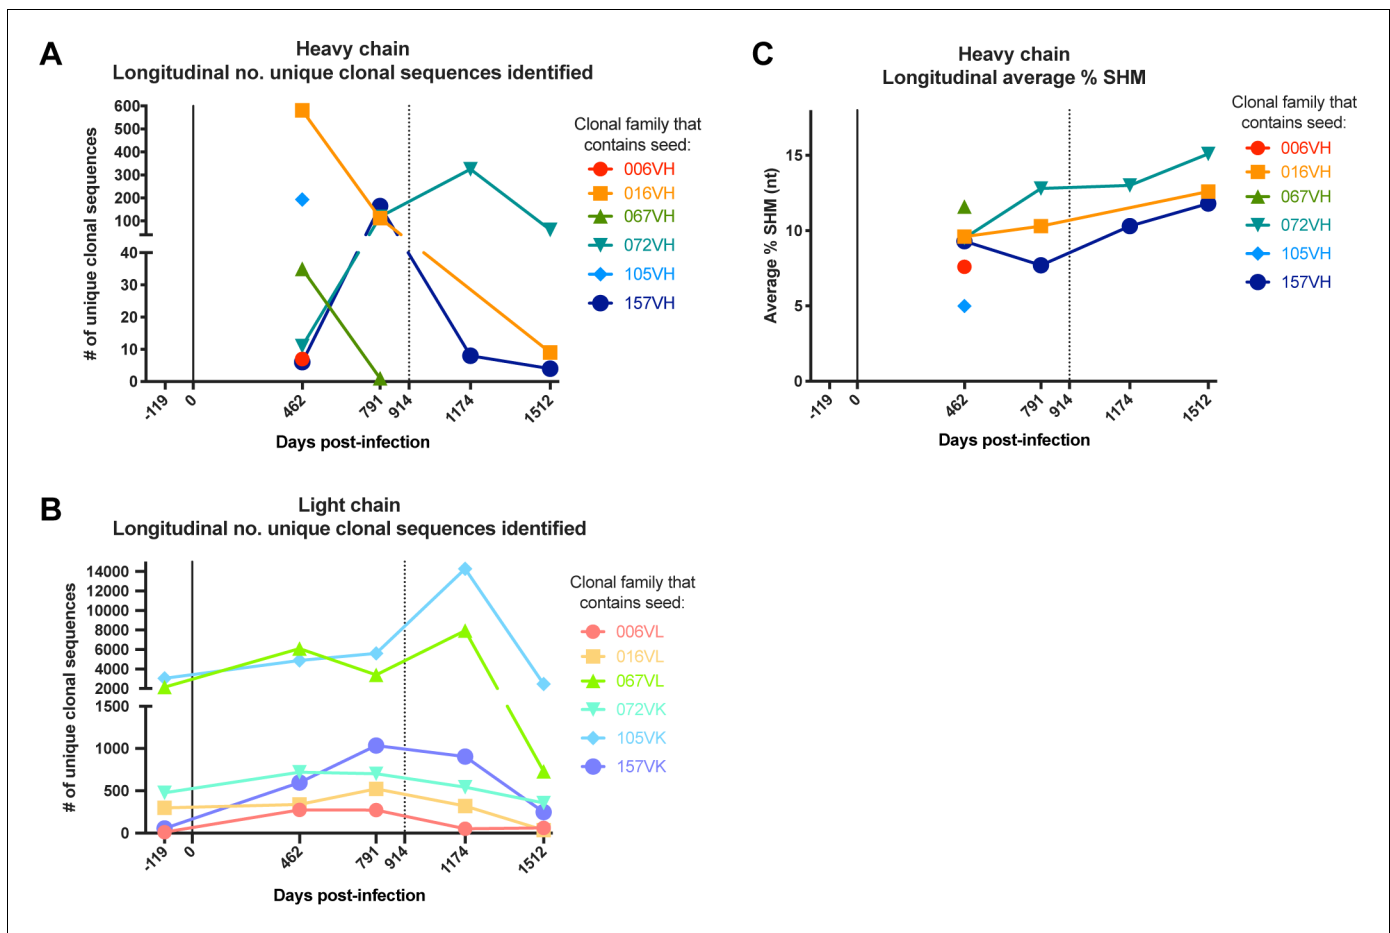 A
Heavy chain
Longitudinal no. unique clonal sequences identified
# of unique clonal sequences
600
500
400
300
200
100
40
30
20
10
0
-119
0
462
791
914
1174
1512
Days post-infection
Clonal family that
contains seed:
006VH
016VH
067VH
072VH
105VH
157VH
C
Heavy chain
Longitudinal average % SHM
Average % SHM (nt)
15
10
5
0
-119
0
462
791
914
1174
1512
Days post-infection
Clonal family that
contains seed:
006VH
016VH
067VH
072VH
105VH
157VH
B
Light chain
Longitudinal no. unique clonal sequences identified
# of unique clonal sequences
14000
12000
10000
8000
6000
4000
2000
1500
1000
500
0
-119
0
462
791
914
1174
1512
Days post-infection
Clonal family that
contains seed:
006VL
016VL
067VL
072VK
105VK
157VK